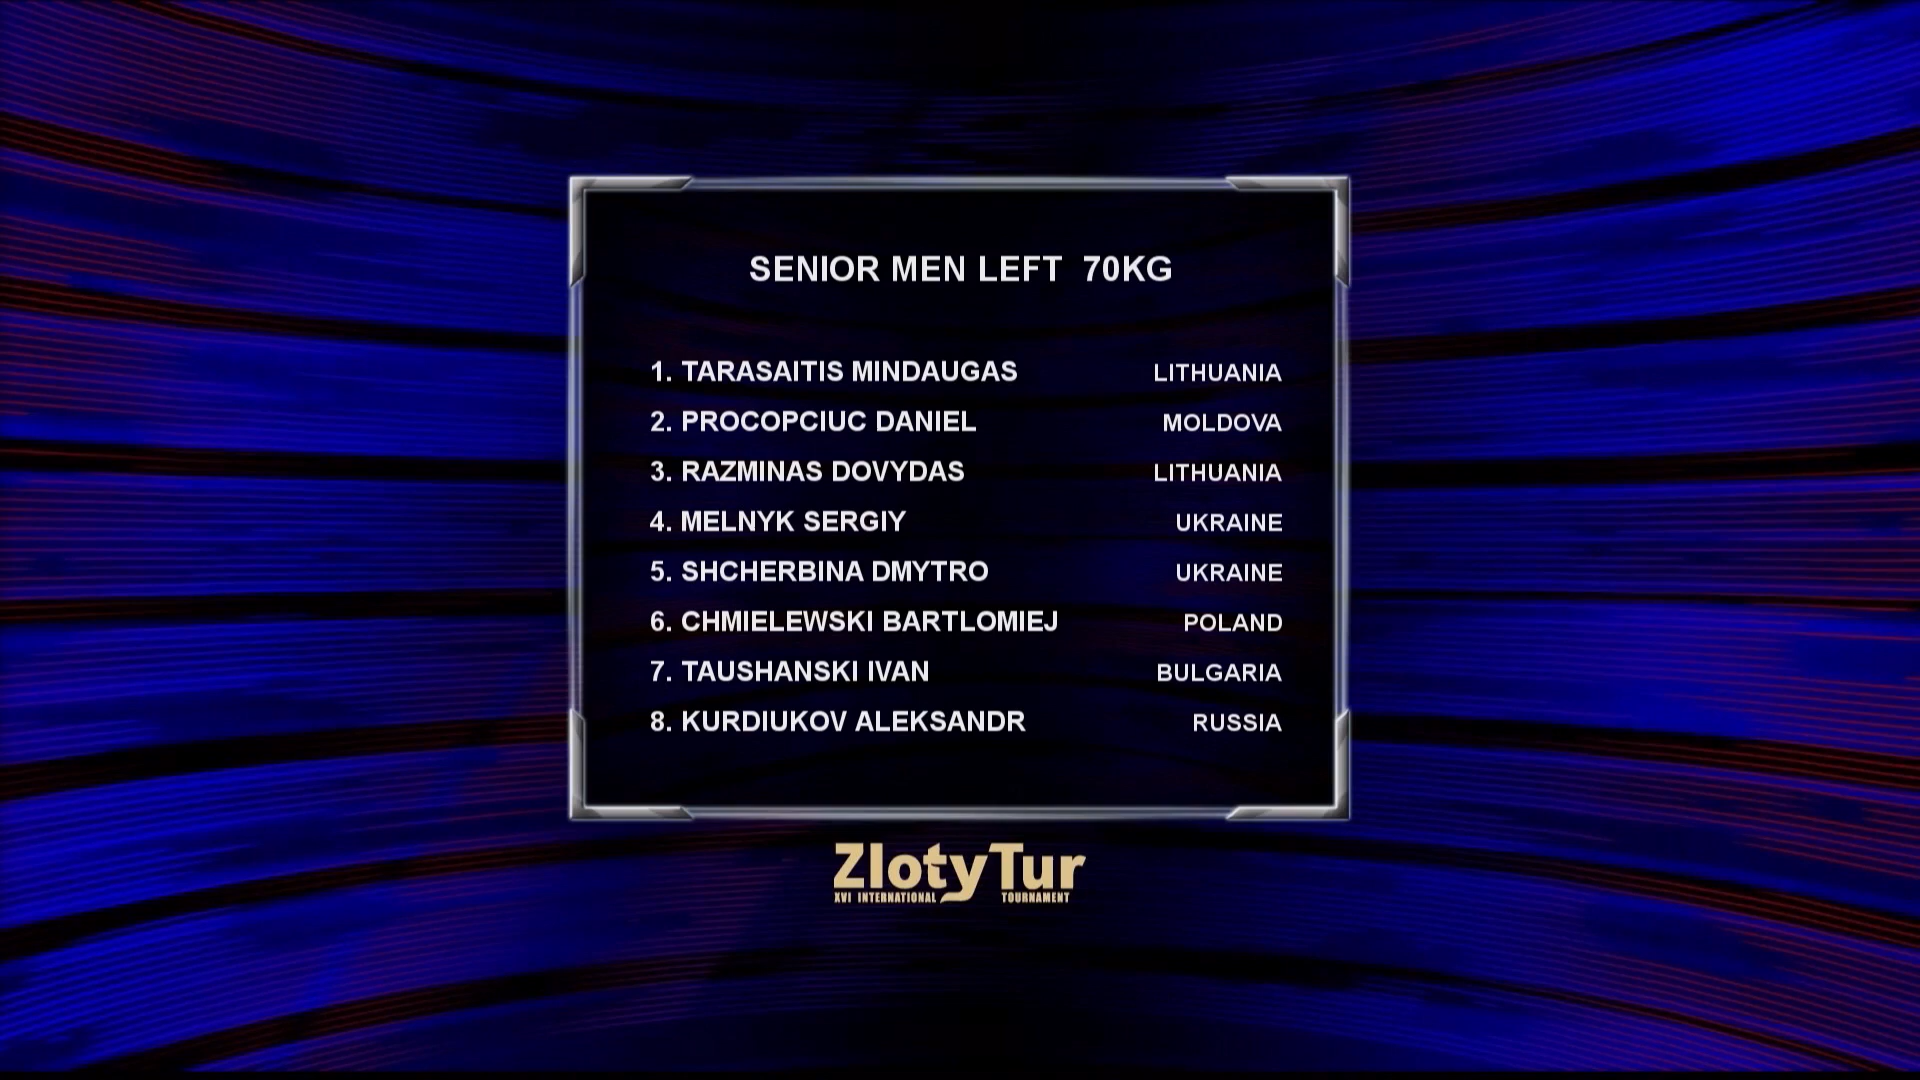 SENIOR MEN LEFT 70KG
1. TARASAITIS MINDAUGAS LITHUANIA
2. PROCOPCIUC DANIEL MOLDOVA
3. RAZMINAS DOVYDAS LITHUANIA
4. MELNYK SERGIY UKRAINE
5. SHCHERBINA DMYTRO UKRAINE
6. CHMIELEWSKI BARTLOMIEJ POLAND
7. TAUSHANSKI IVAN BULGARIA
8. KURDIUKOV ALEKSANDR RUSSIA
Zloty Tur
XVI INTERNATIONAL TOURNAMENT